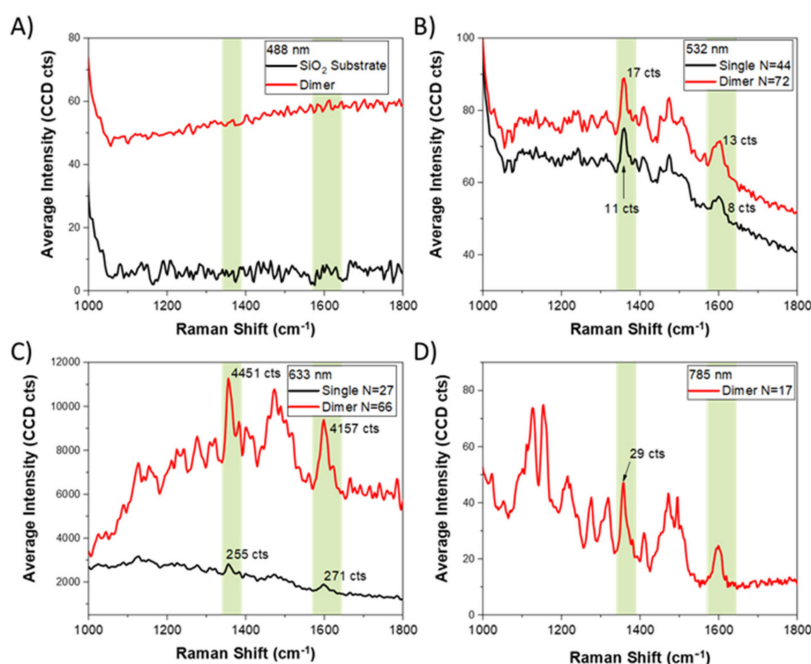 A)
80
60
40
20
0
488 nm
SiO₂ Substrate
Dimer
1000 1200 1400 1600 1800
Raman Shift (cm⁻¹)
Average Intensity (CCD cts)
B)
100
80
60
40
532 nm
Single N=44
Dimer N=72
17 cts
13 cts
11 cts
8 cts
1000 1200 1400 1600 1800
Raman Shift (cm⁻¹)
Average Intensity (CCD cts)
C)
12000
10000
8000
6000
4000
2000
633 nm
Single N=27
Dimer N=66
4451 cts
4157 cts
255 cts
271 cts
1000 1200 1400 1600 1800
Raman Shift (cm⁻¹)
Average Intensity (CCD cts)
D)
80
60
40
20
0
785 nm
Dimer N=17
29 cts
1000 1200 1400 1600 1800
Raman Shift (cm⁻¹)
Average Intensity (CCD cts)